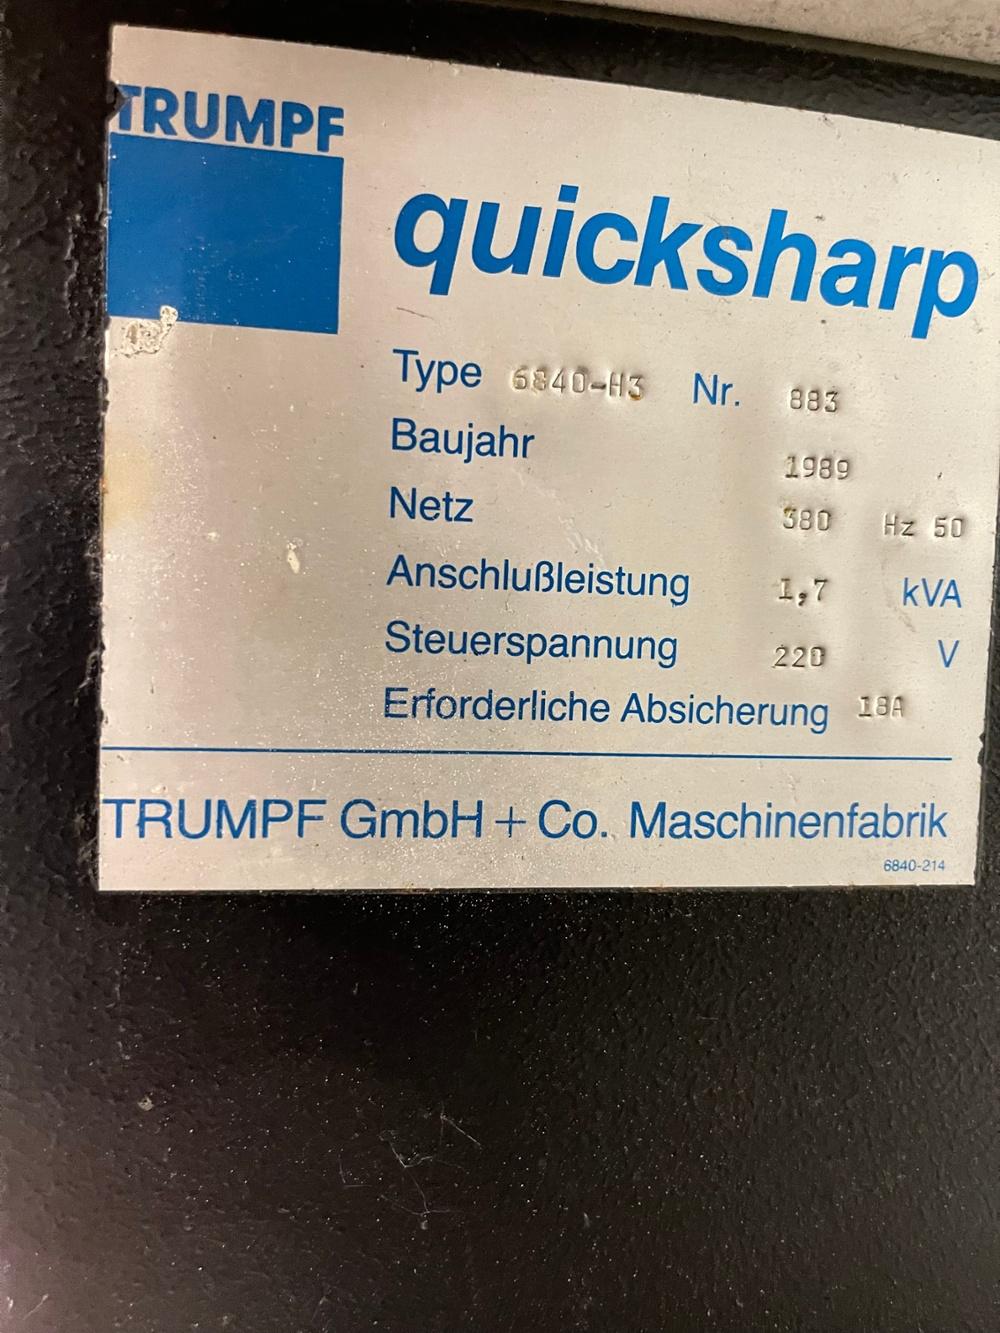 TRUMPF
quicksharp
Type 6840-H3 Nr. 883
Baujahr 1989
Netz 380 Hz 50
Anschlußleistung 1,7 kVA
Steuerspannung 220 V
Erforderliche Absicherung 18A
TRUMPF GmbH + Co. Maschinenfabrik
6840-214